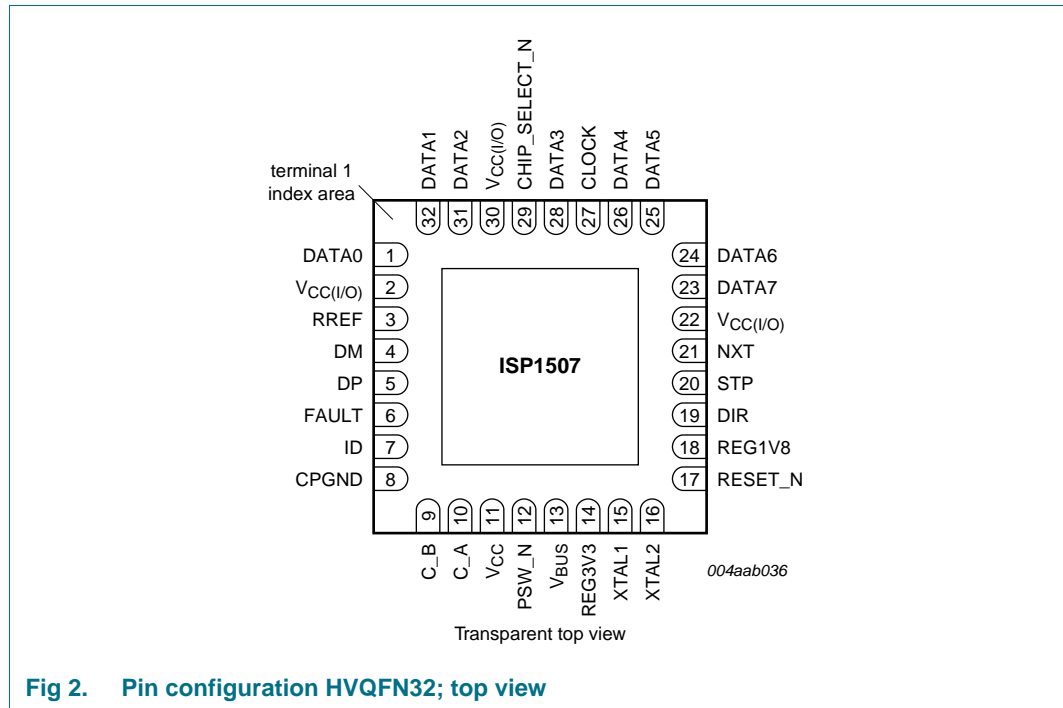 CHIP_SELECT_N
DATA1
DATA2
VCC(I/O)
DATA3
CLOCK
DATA4
DATA5
terminal 1
index area
32
31
30
29
28
27
26
25
DATA0 1
VCC(I/O) 2
RREF 3
DM 4
DP 5
FAULT 6
ID 7
CPGND 8
ISP1507
24 DATA6
23 DATA7
22 VCC(I/O)
21 NXT
20 STP
19 DIR
18 REG1V8
17 RESET_N
9
10
11
12
13
14
15
16
C_B
C_A
VCC
PSW_N
VBUS
REG3V3
XTAL1
XTAL2
004aab036
Transparent top view
Fig 2. Pin configuration HVQFN32; top view